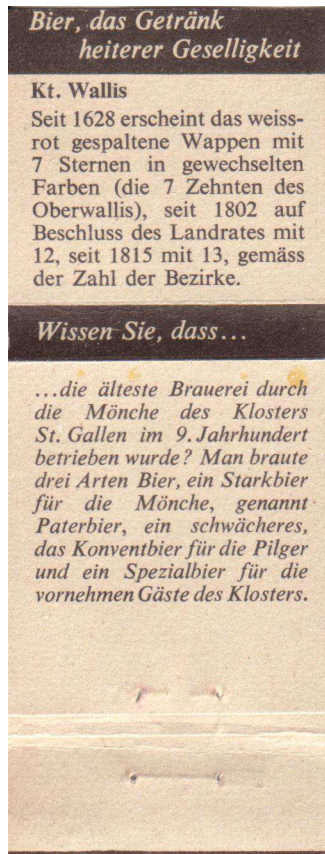 Bier, das Getränk
heiterer Geselligkeit
Kt. Wallis
Seit 1628 erscheint das weiss-
rot gespaltene Wappen mit
7 Sternen in gewechselten
Farben (die 7 Zehnten des
Oberwallis), seit 1802 auf
Beschluss des Landrates mit
12, seit 1815 mit 13, gemäss
der Zahl der Bezirke.
Wissen Sie, dass...
...die älteste Brauerei durch
die Mönche des Klosters
St. Gallen im 9. Jahrhundert
betrieben wurde? Man braute
drei Arten Bier, ein Starkbier
für die Mönche, genannt
Paterbier, ein schwächeres,
das Konventbier für die Pilger
und ein Spezialbier für die
vornehmen Gäste des Klosters.